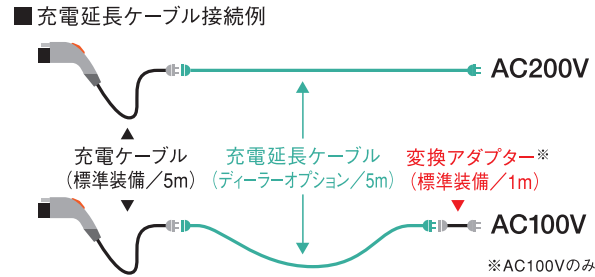 ■充電延長ケーブル接続例
AC200V
充電ケーブル
(標準装備／5m)
充電延長ケーブル
(ディーラーオプション／5m)
変換アダプター※
(標準装備／1m)
AC100V
※AC100Vのみ